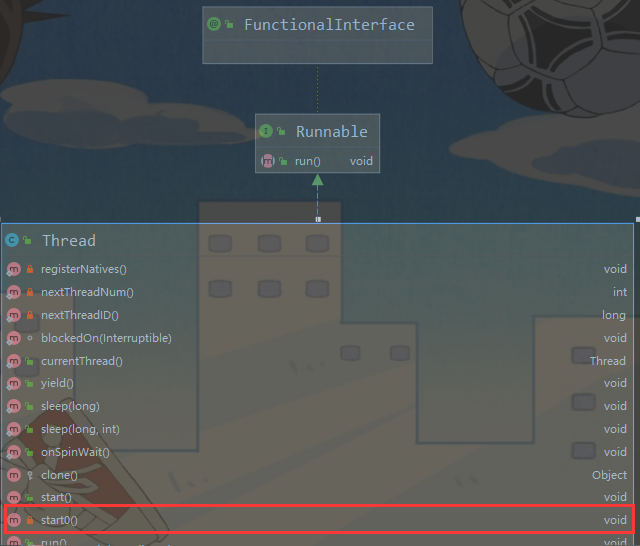 FunctionalInterface
Runnable
run() void
Thread
registerNatives() void
nextThreadNum() int
nextThreadID() long
blockedOn(Interruptible) void
currentThread() Thread
yield() void
sleep(long) void
sleep(long, int) void
onSpinWait() void
clone() Object
start() void
start0() void
run() void